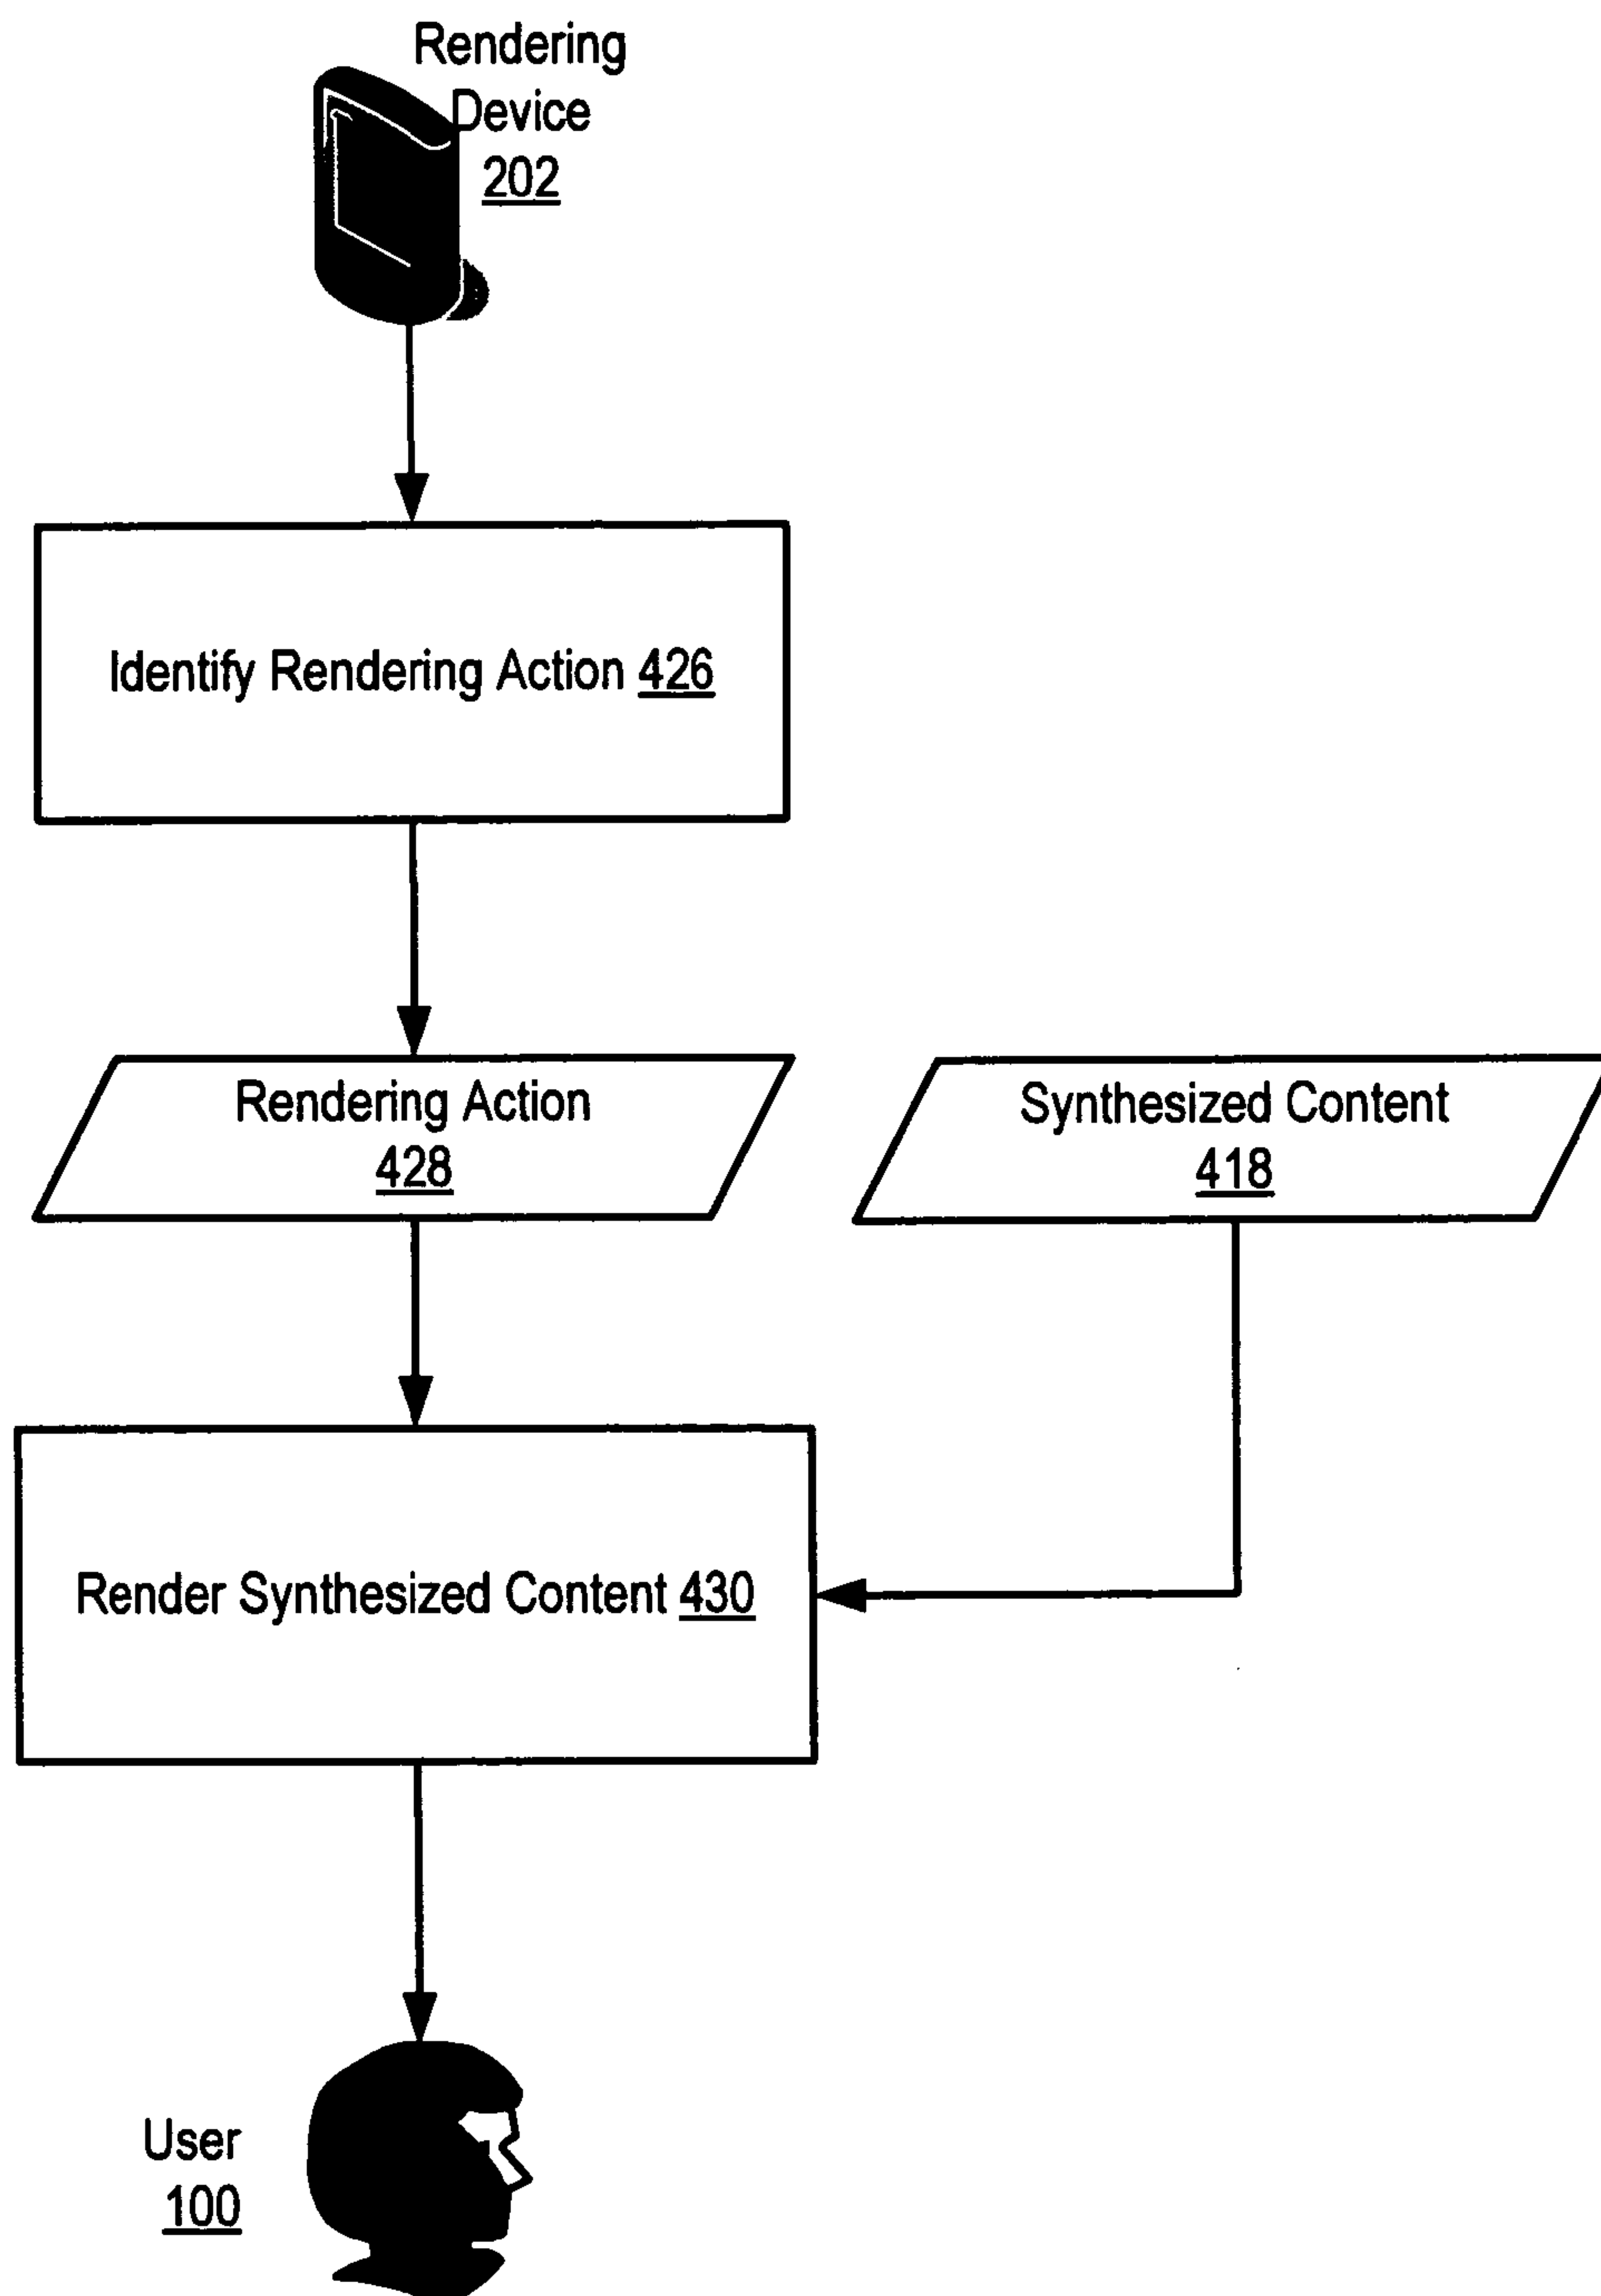 Rendering
Device
202
Identify Rendering Action 426
Rendering Action
428
Synthesized Content
418
Render Synthesized Content 430
User
100